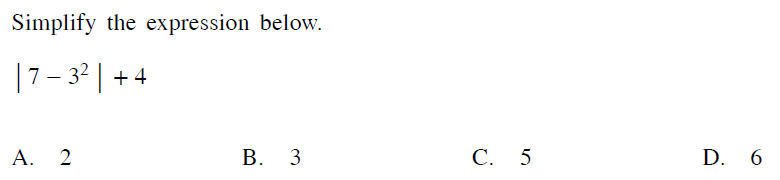 Simplify the expression below.
| 7 – 3² | + 4
A. 2 B. 3 C. 5 D. 6